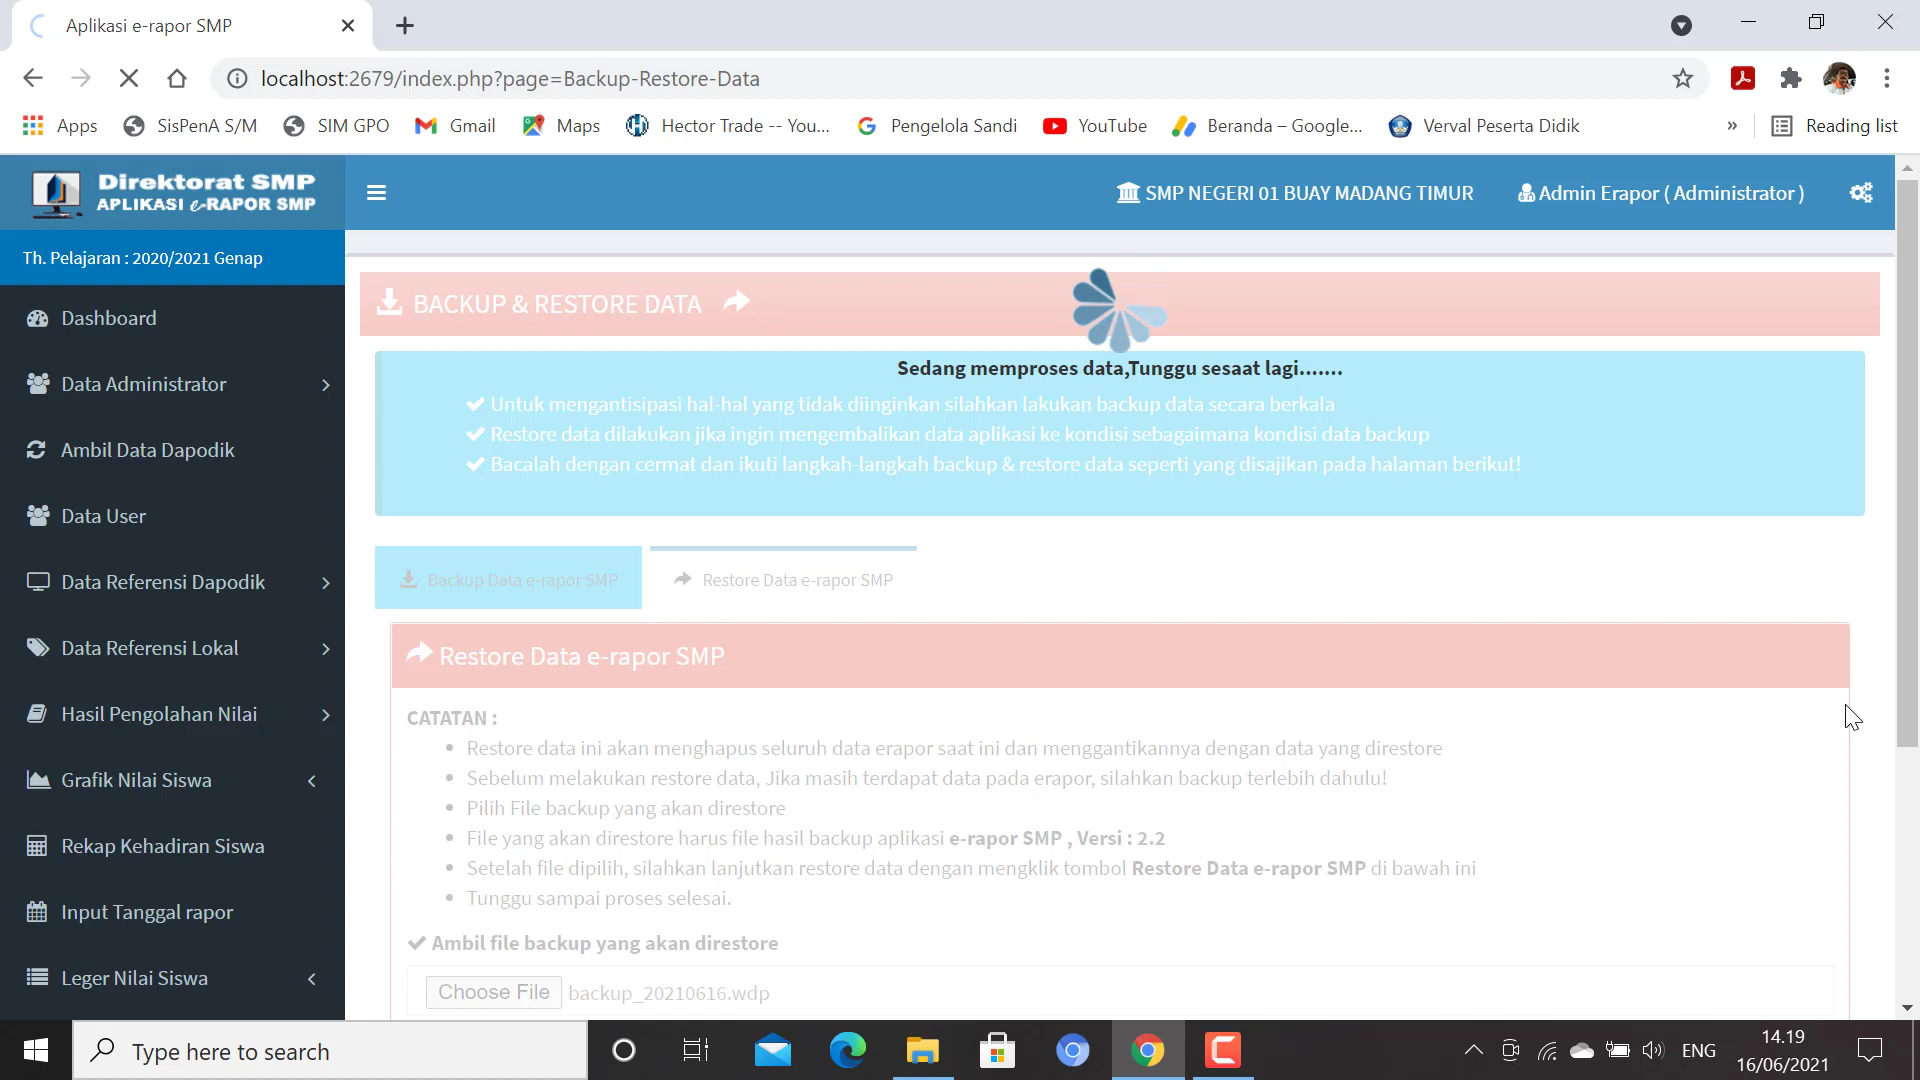 Aplikasi e-rapor SMP
localhost:2679/index.php?page=Backup-Restore-Data
Apps SisPenA S/M SIM GPO Gmail Maps Hector Trade -- You... Pengelola Sandi YouTube Beranda – Google... Verval Peserta Didik » Reading list
Direktorat SMP
APLIKASI e-RAPOR SMP
SMP NEGERI 01 BUAY MADANG TIMUR Admin Erapor ( Administrator )
Th. Pelajaran : 2020/2021 Genap
Dashboard
Data Administrator
Ambil Data Dapodik
Data User
Data Referensi Dapodik
Data Referensi Lokal
Hasil Pengolahan Nilai
Grafik Nilai Siswa
Rekap Kehadiran Siswa
Input Tanggal rapor
Leger Nilai Siswa
BACKUP & RESTORE DATA
Sedang memproses data,Tunggu sesaat lagi.......
Untuk mengantisipasi hal-hal yang tidak diinginkan silahkan lakukan backup data secara berkala
Restore data dilakukan jika ingin mengembalikan data aplikasi ke kondisi sebagaimana kondisi data backup
Bacalah dengan cermat dan ikuti langkah-langkah backup & restore data seperti yang disajikan pada halaman berikut!
Backup Data e-rapor SMP Restore Data e-rapor SMP
Restore Data e-rapor SMP
CATATAN :
Restore data ini akan menghapus seluruh data erapor saat ini dan menggantikannya dengan data yang direstore
Sebelum melakukan restore data, Jika masih terdapat data pada erapor, silahkan backup terlebih dahulu!
Pilih File backup yang akan direstore
File yang akan direstore harus file hasil backup aplikasi e-rapor SMP , Versi : 2.2
Setelah file dipilih, silahkan lanjutkan restore data dengan mengklik tombol Restore Data e-rapor SMP di bawah ini
Tunggu sampai proses selesai.
Ambil file backup yang akan direstore
Choose File backup_20210616.wdp
Type here to search
ENG
14.19
16/06/2021